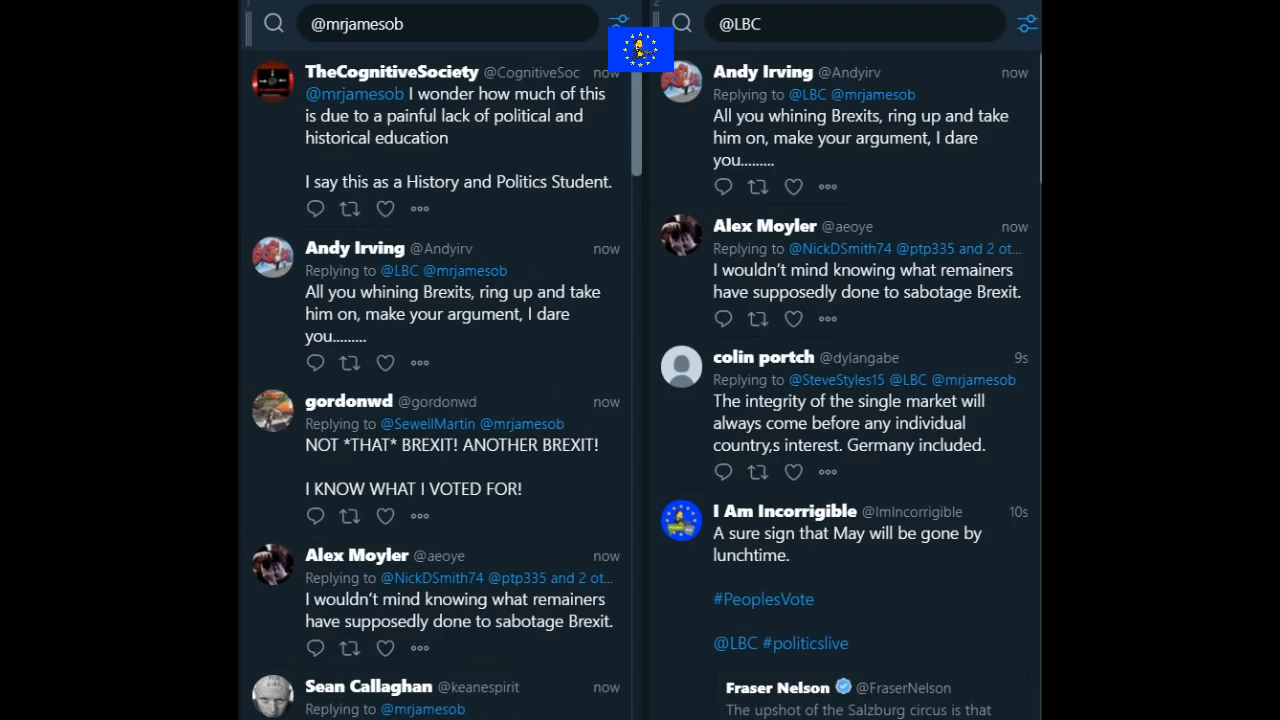 @mrjamesob
TheCognitiveSociety @CognitiveSoc now
@mrjamesob I wonder how much of this
is due to a painful lack of political and
historical education
I say this as a History and Politics Student.
Andy Irving @Andyirv now
Replying to @LBC @mrjamesob
All you whining Brexits, ring up and take
him on, make your argument, I dare
you.........
gordonwd @gordonwd now
Replying to @SewellMartin @mrjamesob
NOT *THAT* BREXIT! ANOTHER BREXIT!
I KNOW WHAT I VOTED FOR!
Alex Moyler @aeoye now
Replying to @NickDSmith74 @ptp335 and 2 ot...
I wouldn't mind knowing what remainers
have supposedly done to sabotage Brexit.
Sean Callaghan @keanespirit now
Replying to @mrjamesob
2
@LBC
Andy Irving @Andyirv now
Replying to @LBC @mrjamesob
All you whining Brexits, ring up and take
him on, make your argument, I dare
you.........
Alex Moyler @aeoye now
Replying to @NickDSmith74 @ptp335 and 2 ot...
I wouldn't mind knowing what remainers
have supposedly done to sabotage Brexit.
colin portch @dylangabe 9s
Replying to @SteveStyles15 @LBC @mrjamesob
The integrity of the single market will
always come before any individual
country,s interest. Germany included.
I Am Incorrigible @ImIncorrigible 10s
A sure sign that May will be gone by
lunchtime.
#PeoplesVote
@LBC #politicslive
Fraser Nelson @FraserNelson
The upshot of the Salzburg circus is that